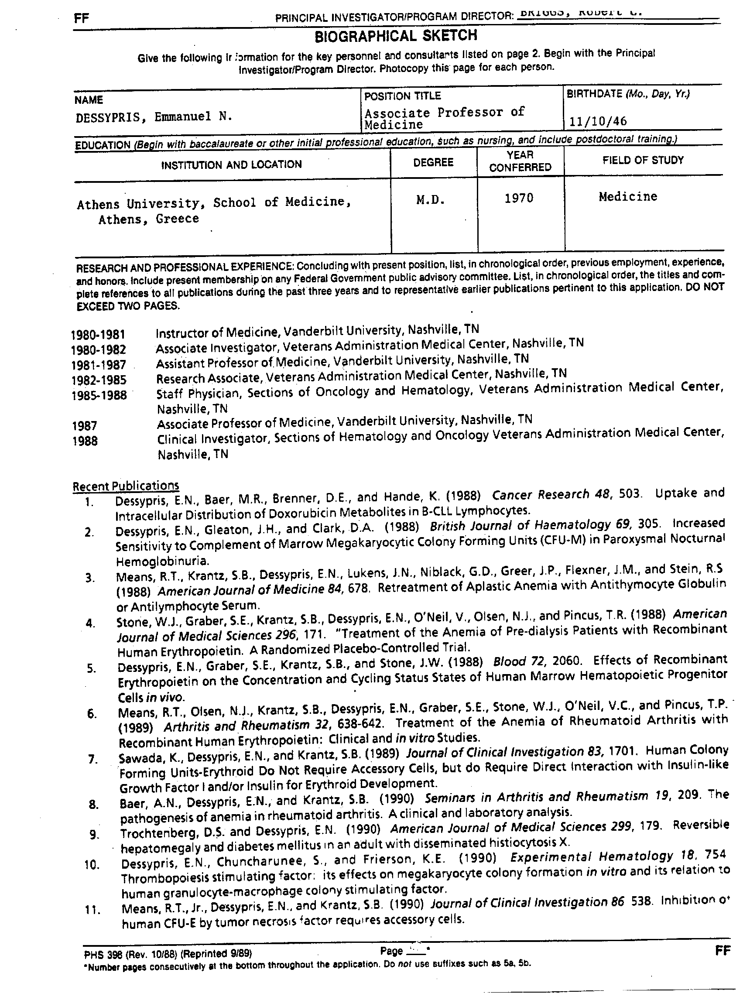 FF
PRINCIPAL INVESTIGATOR/PROGRAM DIRECTOR: BRIGGS, Robert C.
BIOGRAPHICAL SKETCH
Give the following Ir :ormation for the key personnel and consultants listed on page 2. Begin with the Principal
Investigator/Program Director. Photocopy this page for each person.
NAME
DESSYPRIS, Emmanuel N.
POSITION TITLE
Associate Professor of
Medicine
BIRTHDATE (Mo., Day, Yr.)
11/10/46
EDUCATION (Begin with baccalaureate or other initial professional education, such as nursing, and include postdoctoral training.)
INSTITUTION AND LOCATION
DEGREE
YEAR
CONFERRED
FIELD OF STUDY
Athens University, School of Medicine,
Athens, Greece
M.D.
1970
Medicine
RESEARCH AND PROFESSIONAL EXPERIENCE: Concluding with present position, list, in chronological order, previous employment, experience,
and honors. Include present membership on any Federal Government public advisory committee. List, in chronological order, the titles and com-
plete references to all publications during the past three years and to representative earlier publications pertinent to this application. DO NOT
EXCEED TWO PAGES.
1980-1981 Instructor of Medicine, Vanderbilt University, Nashville, TN
1980-1982 Associate Investigator, Veterans Administration Medical Center, Nashville, TN
1981-1987 Assistant Professor of Medicine, Vanderbilt University, Nashville, TN
1982-1985 Research Associate, Veterans Administration Medical Center, Nashville, TN
1985-1988 Staff Physician, Sections of Oncology and Hematology, Veterans Administration Medical Center,
Nashville, TN
1987 Associate Professor of Medicine, Vanderbilt University, Nashville, TN
1988 Clinical Investigator, Sections of Hematology and Oncology Veterans Administration Medical Center,
Nashville, TN
Recent Publications
1. Dessypris, E.N., Baer, M.R., Brenner, D.E., and Hande, K. (1988) Cancer Research 48, 503. Uptake and
Intracellular Distribution of Doxorubicin Metabolites in B-CLL Lymphocytes.
2. Dessypris, E.N., Gleaton, J.H., and Clark, D.A. (1988) British Journal of Haematology 69, 305. Increased
Sensitivity to Complement of Marrow Megakaryocytic Colony Forming Units (CFU-M) in Paroxysmal Nocturnal
Hemoglobinuria.
3. Means, R.T., Krantz, S.B., Dessypris, E.N., Lukens, J.N., Niblack, G.D., Greer, J.P., Flexner, J.M., and Stein, R.S
(1988) American Journal of Medicine 84, 678. Retreatment of Aplastic Anemia with Antithymocyte Globulin
or Antilymphocyte Serum.
4. Stone, W.J., Graber, S.E., Krantz, S.B., Dessypris, E.N., O'Neil, V., Olsen, N.J., and Pincus, T.R. (1988) American
Journal of Medical Sciences 296, 171. "Treatment of the Anemia of Pre-dialysis Patients with Recombinant
Human Erythropoietin. A Randomized Placebo-Controlled Trial.
5. Dessypris, E.N., Graber, S.E., Krantz, S.B., and Stone, J.W. (1988) Blood 72, 2060. Effects of Recombinant
Erythropoietin on the Concentration and Cycling Status States of Human Marrow Hematopoietic Progenitor
Cells in vivo.
6. Means, R.T., Olsen, N.J., Krantz, S.B., Dessypris, E.N., Graber, S.E., Stone, W.J., O'Neil, V.C., and Pincus, T.P.
(1989) Arthritis and Rheumatism 32, 638-642. Treatment of the Anemia of Rheumatoid Arthritis with
Recombinant Human Erythropoietin: Clinical and in vitro Studies.
7. Sawada, K., Dessypris, E.N., and Krantz, S.B. (1989) Journal of Clinical Investigation 83, 1701. Human Colony
Forming Units-Erythroid Do Not Require Accessory Cells, but do Require Direct Interaction with Insulin-like
Growth Factor I and/or Insulin for Erythroid Development.
8. Baer, A.N., Dessypris, E.N., and Krantz, S.B. (1990) Seminars in Arthritis and Rheumatism 19, 209. The
pathogenesis of anemia in rheumatoid arthritis. A clinical and laboratory analysis.
9. Trochtenberg, D.S. and Dessypris, E.N. (1990) American Journal of Medical Sciences 299, 179. Reversible
hepatomegaly and diabetes mellitus in an adult with disseminated histiocytosis X.
10. Dessypris, E.N., Chuncharunee, S., and Frierson, K.E. (1990) Experimental Hematology 18, 754
Thrombopoiesis stimulating factor: its effects on megakaryocyte colony formation in vitro and its relation to
human granulocyte-macrophage colony stimulating factor.
11. Means, R.T., Jr., Dessypris, E.N., and Krantz, S.B. (1990) Journal of Clinical Investigation 86 538. Inhibition of
human CFU-E by tumor necrosis factor requires accessory cells.
PHS 398 (Rev. 10/88) (Reprinted 9/89)
Page *
FF
*Number pages consecutively at the bottom throughout the application. Do not use suffixes such as 5a, 5b.